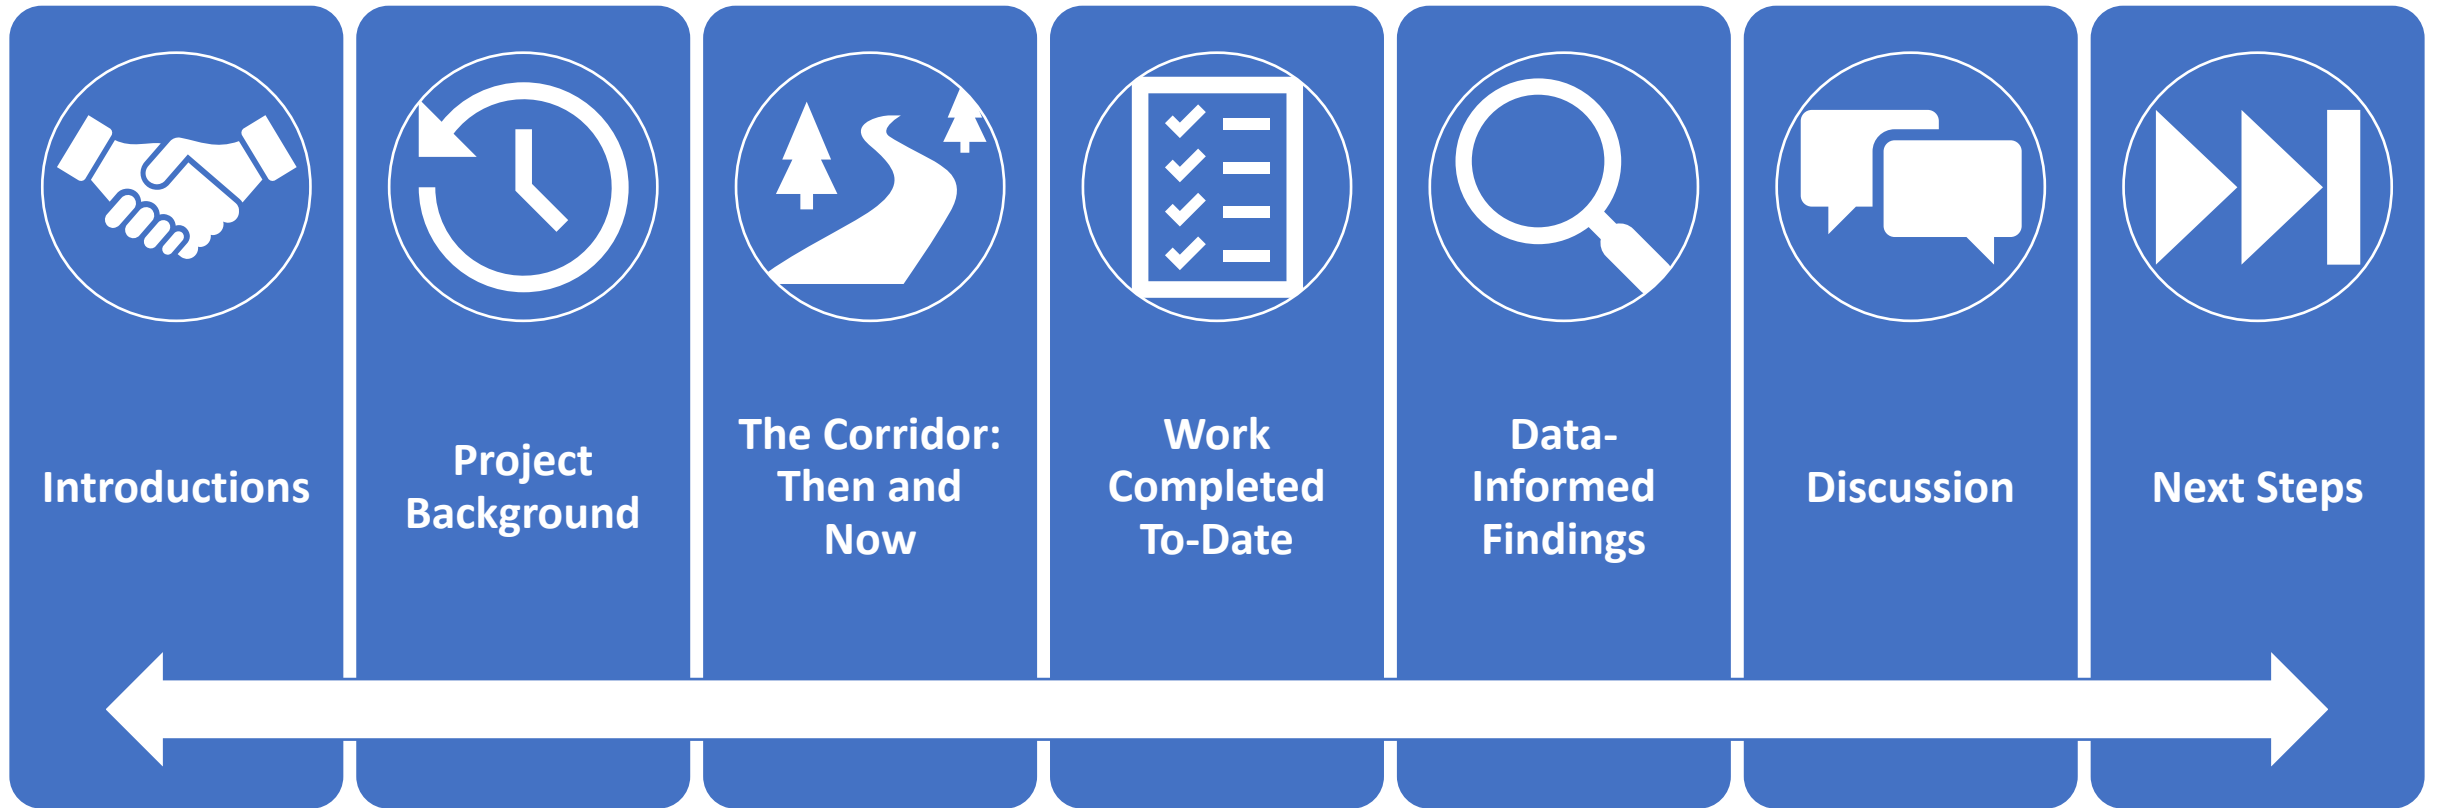 Introductions
Project
Background
The Corridor:
Then and
Now
Work
Completed
To-Date
Data-
Informed
Findings
Discussion
Next Steps